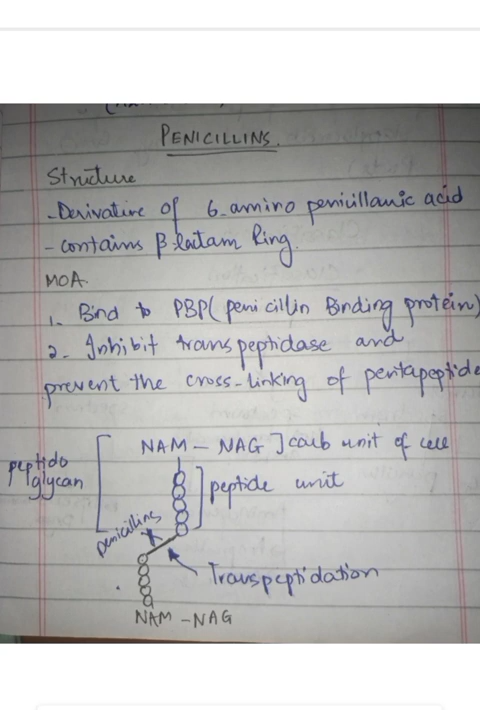 PENICILLINS.
Structure
- Derivative of 6-amino penicillanic acid
- contains β-lactam Ring.
MOA.
1. Bind to PBP (penicillin Binding protein)
2. Inhibit transpeptidase and
prevent the cross-linking of pentapeptide
NAM - NAG ] carb unit of cell
peptido
glycan
peptide unit
penicillins
Transpeptidation
NAM - NAG